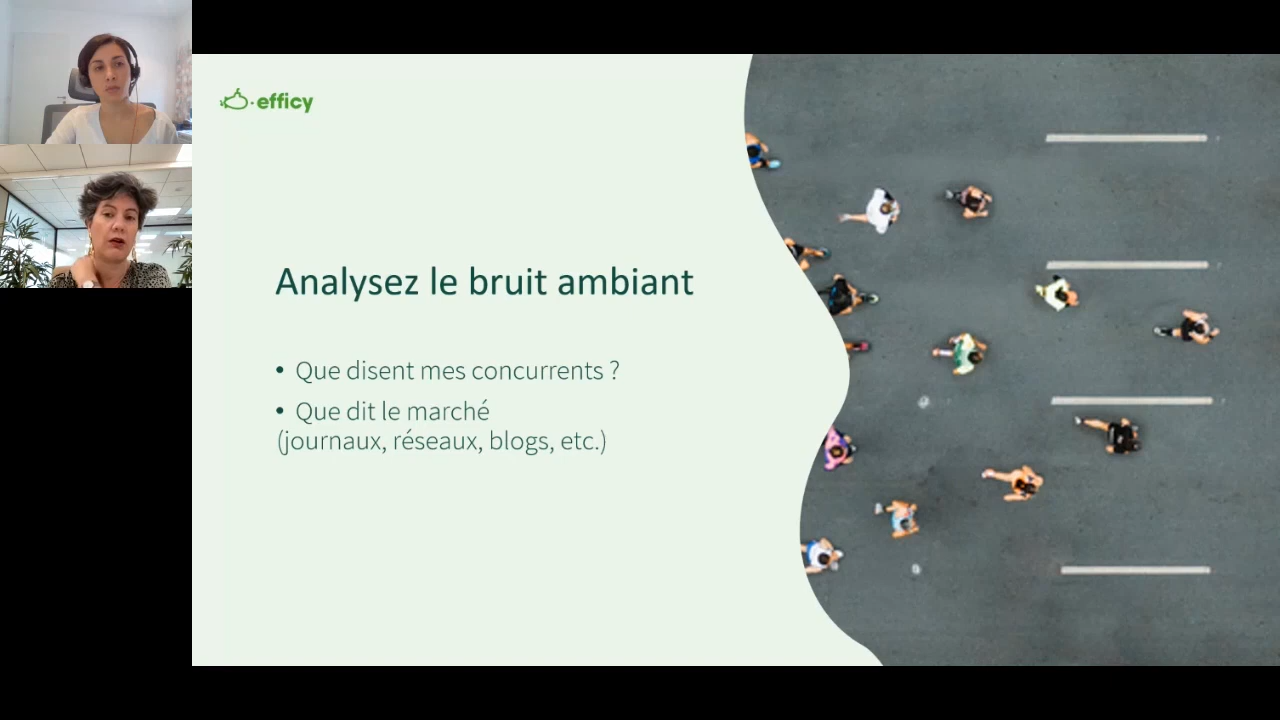 efficy
Analysez le bruit ambiant
• Que disent mes concurrents ?
• Que dit le marché
(journaux, réseaux, blogs, etc.)